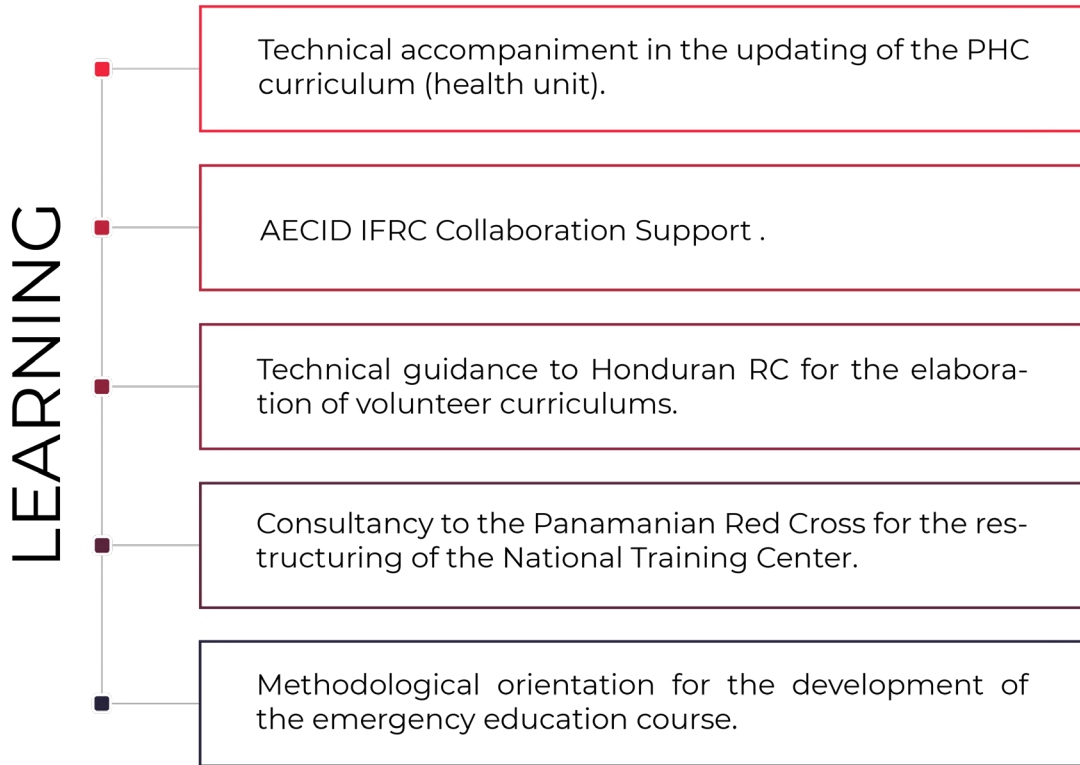 LEARNING
Technical accompaniment in the updating of the PHC
curriculum (health unit).
AECID IFRC Collaboration Support .
Technical guidance to Honduran RC for the elabora-
tion of volunteer curriculums.
Consultancy to the Panamanian Red Cross for the res-
tructuring of the National Training Center.
Methodological orientation for the development of
the emergency education course.